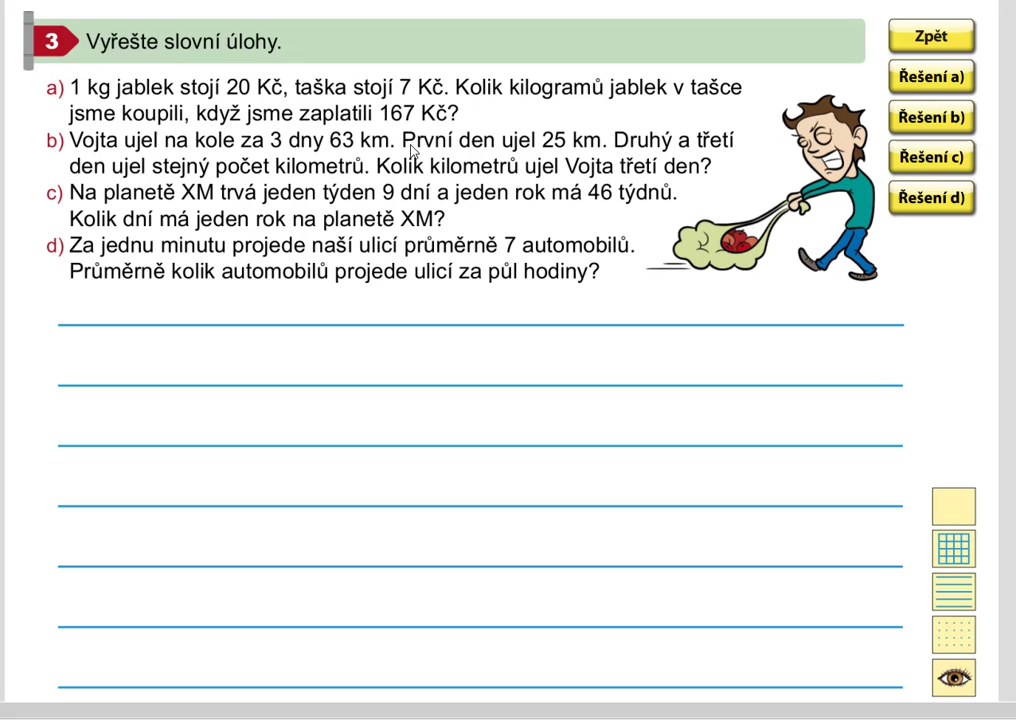 3 Vyřešte slovní úlohy.
a) 1 kg jablek stojí 20 Kč, taška stojí 7 Kč. Kolik kilogramů jablek v tašce
jsme koupili, když jsme zaplatili 167 Kč?
b) Vojta ujel na kole za 3 dny 63 km. První den ujel 25 km. Druhý a třetí
den ujel stejný počet kilometrů. Kolik kilometrů ujel Vojta třetí den?
c) Na planetě XM trvá jeden týden 9 dní a jeden rok má 46 týdnů.
Kolik dní má jeden rok na planetě XM?
d) Za jednu minutu projede naší ulicí průměrně 7 automobilů.
Průměrně kolik automobilů projede ulicí za půl hodiny?
Zpět
Řešení a)
Řešení b)
Řešení c)
Řešení d)